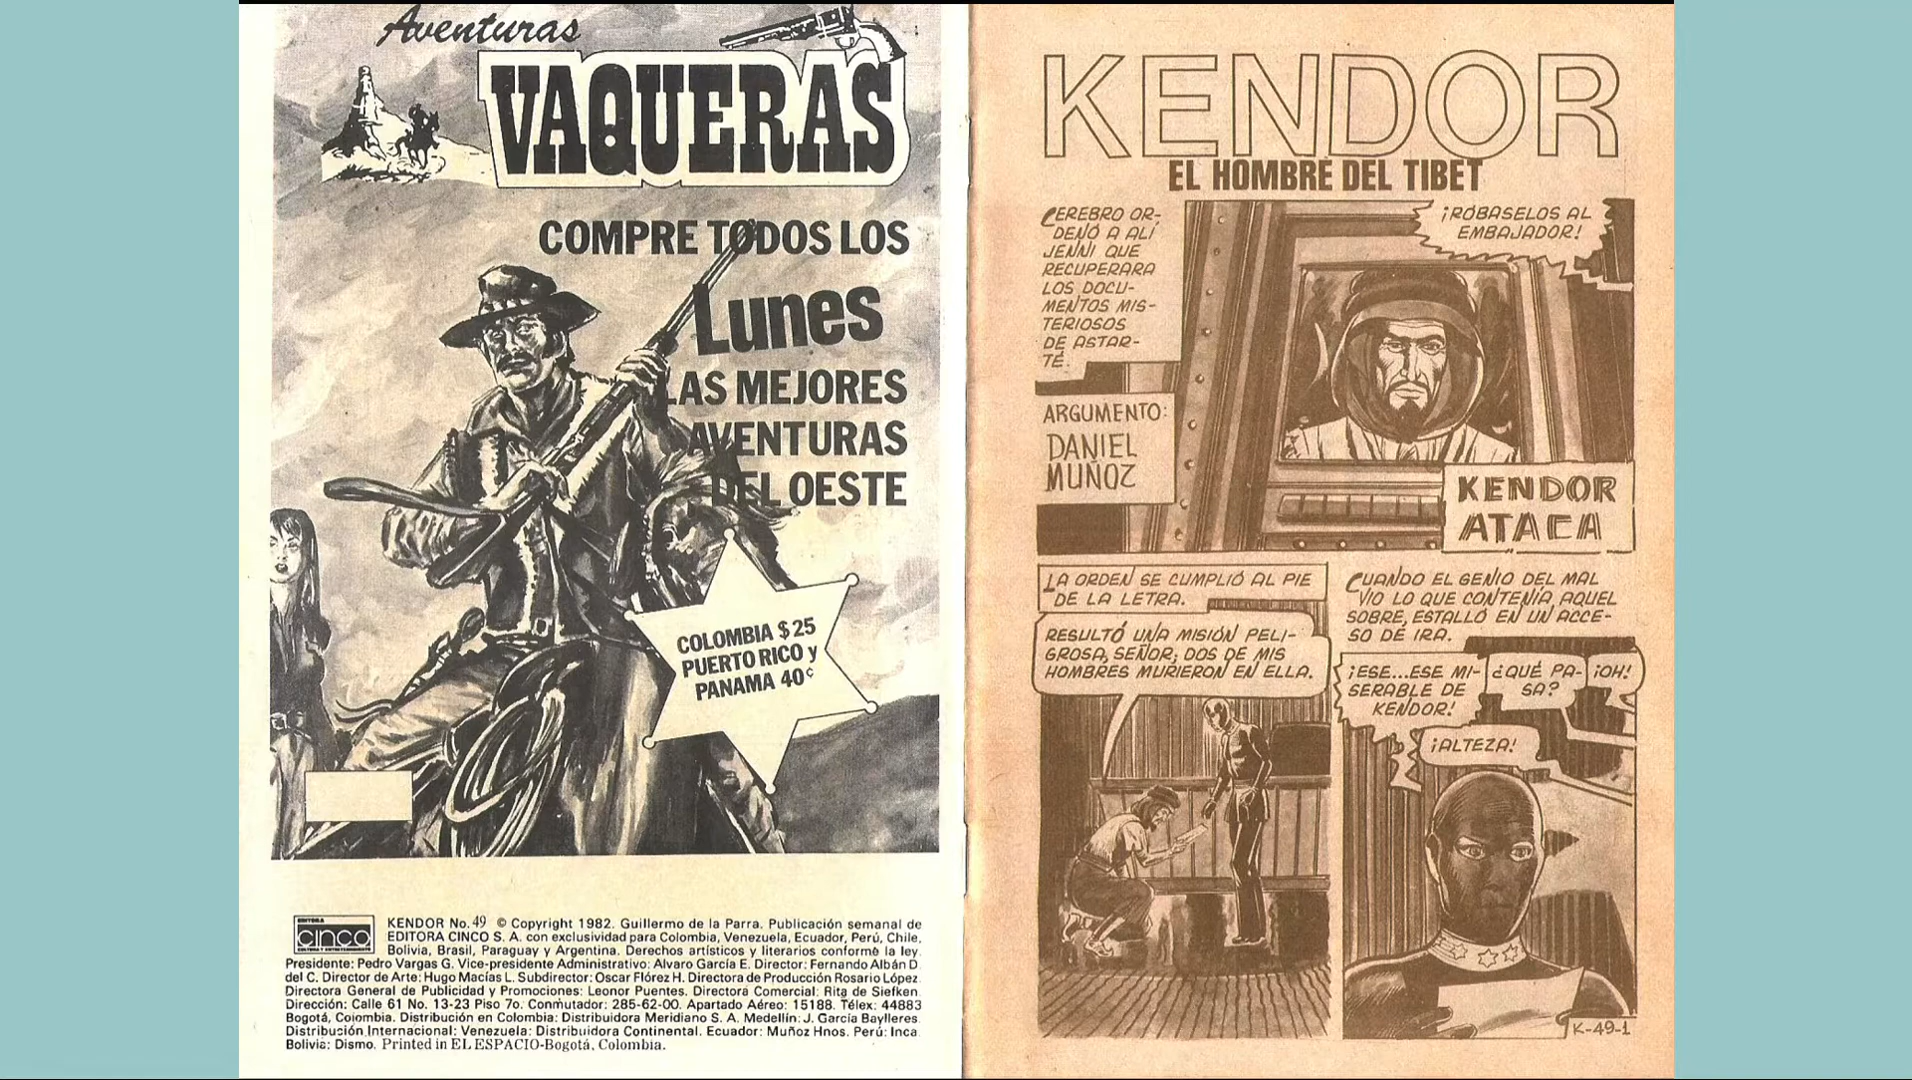 Aventuras
VAQUERAS
COMPRE TODOS LOS
Lunes
LAS MEJORES
AVENTURAS
DEL OESTE
COLOMBIA $25
PUERTO RICO y
PANAMA 40¢
EDITORA
CINCO
KENDOR No. 49 © Copyright 1982. Guillermo de la Parra. Publicación semanal de
EDITORA CINCO S. A. con exclusividad para Colombia, Venezuela, Ecuador, Perú, Chile,
Bolivia, Brasil, Paraguay y Argentina. Derechos artísticos y literarios conforme la ley.
Presidente: Pedro Vargas G. Vice-presidente Administrativo: Alvaro García E. Director: Fernando Albán D.
del C. Director de Arte: Hugo Macías L. Subdirector: Oscar Flórez H. Directora de Producción Rosario López.
Directora General de Publicidad y Promociones: Leonor Puentes. Directora Comercial: Rita de Siefken.
Dirección: Calle 61 No. 13-23 Piso 7o. Conmutador: 285-62-00. Apartado Aéreo: 15188. Télex: 44883
Bogotá, Colombia. Distribución en Colombia: Distribuidora Meridiano S. A. Medellín: J. García Baylleres.
Distribución Internacional: Venezuela: Distribuidora Continental. Ecuador: Muñoz Hnos. Perú: Inca.
Bolivia: Dismo. Printed in EL ESPACIO-Bogotá, Colombia.
KENDOR
EL HOMBRE DEL TIBET
CEREBRO OR-
DENÓ A ALÍ
JENNI QUE
RECUPERARA
LOS DOCU-
MENTOS MIS-
TERIOSOS
DE ASTAR-
TÉ.
¡RÓBASELOS AL
EMBAJADOR!
ARGUMENTO:
DANIEL
MUÑOZ
KENDOR
ATACA
LA ORDEN SE CUMPLIÓ AL PIE
DE LA LETRA.
RESULTÓ UNA MISIÓN PELI-
GROSA, SEÑOR; DOS DE MIS
HOMBRES MURIERON EN ELLA.
CUANDO EL GENIO DEL MAL
VIO LO QUE CONTENÍA AQUEL
SOBRE, ESTALLÓ EN UN ACCE-
SO DE IRA.
¡ESE...ESE MI-
SERABLE DE
KENDOR!
¿QUÉ PA-
SA?
¡OH!
¡ALTEZA!
K-49-1